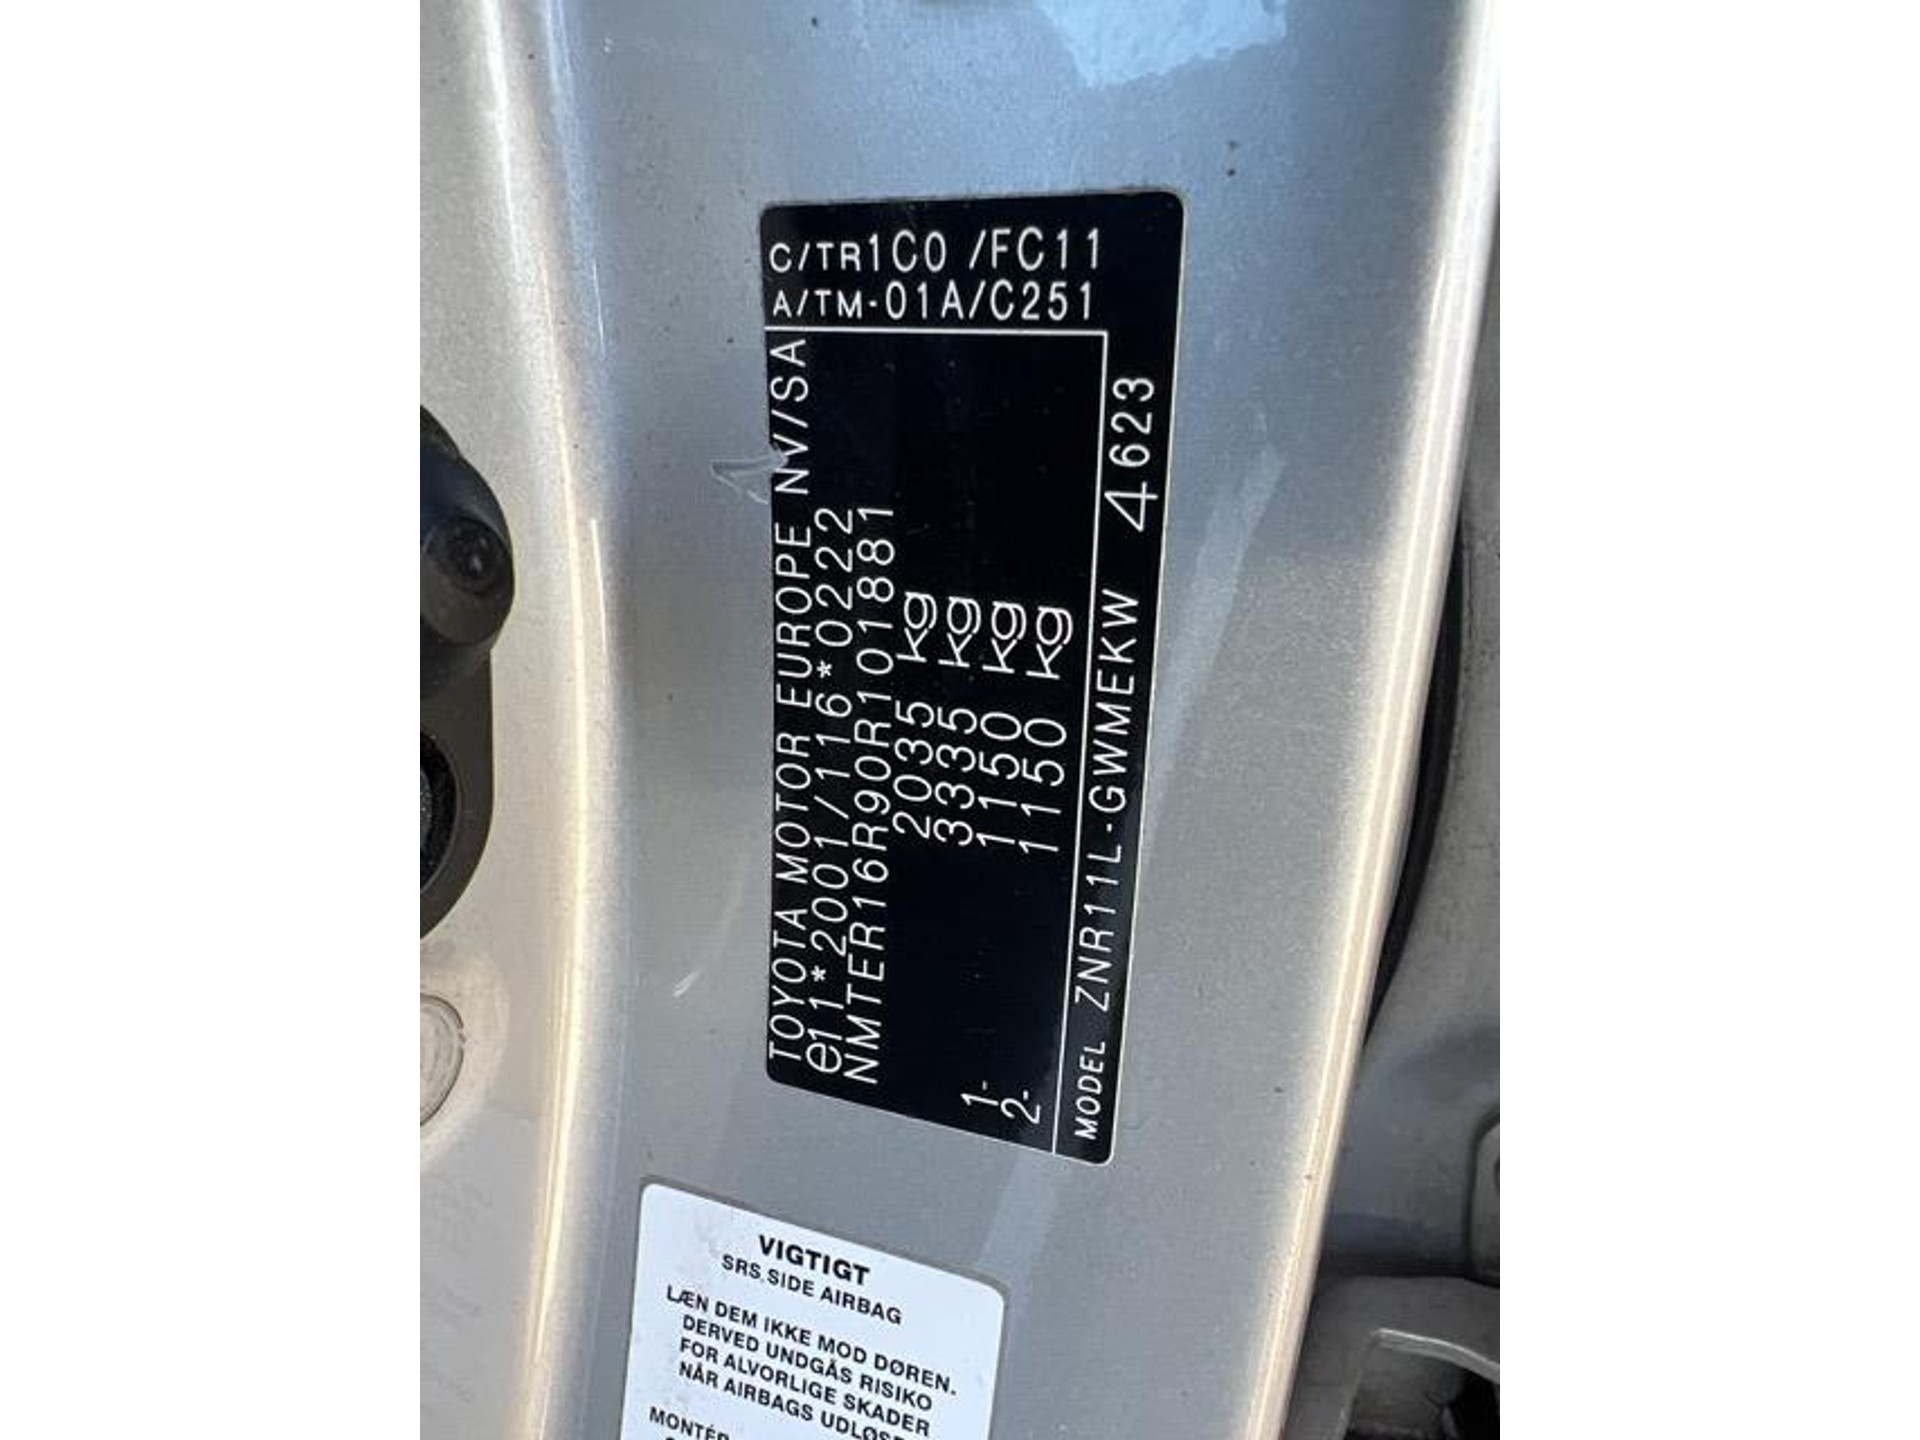 C/TR1C0 /FC11
A/TM-01A/C251
TOYOTA MOTOR EUROPE NV/SA
e11*2001/116*0222
NMTER16R90R101881
2035 kg
3335 kg
1- 1150 kg
2- 1150 kg
MODEL ZNR11L-GWMEKW 4623
VIGTIGT
SRS SIDE AIRBAG
LÆN DEM IKKE MOD DØREN.
DERVED UNDGÅS RISIKO
FOR ALVORLIGE SKADER
NÅR AIRBAGS